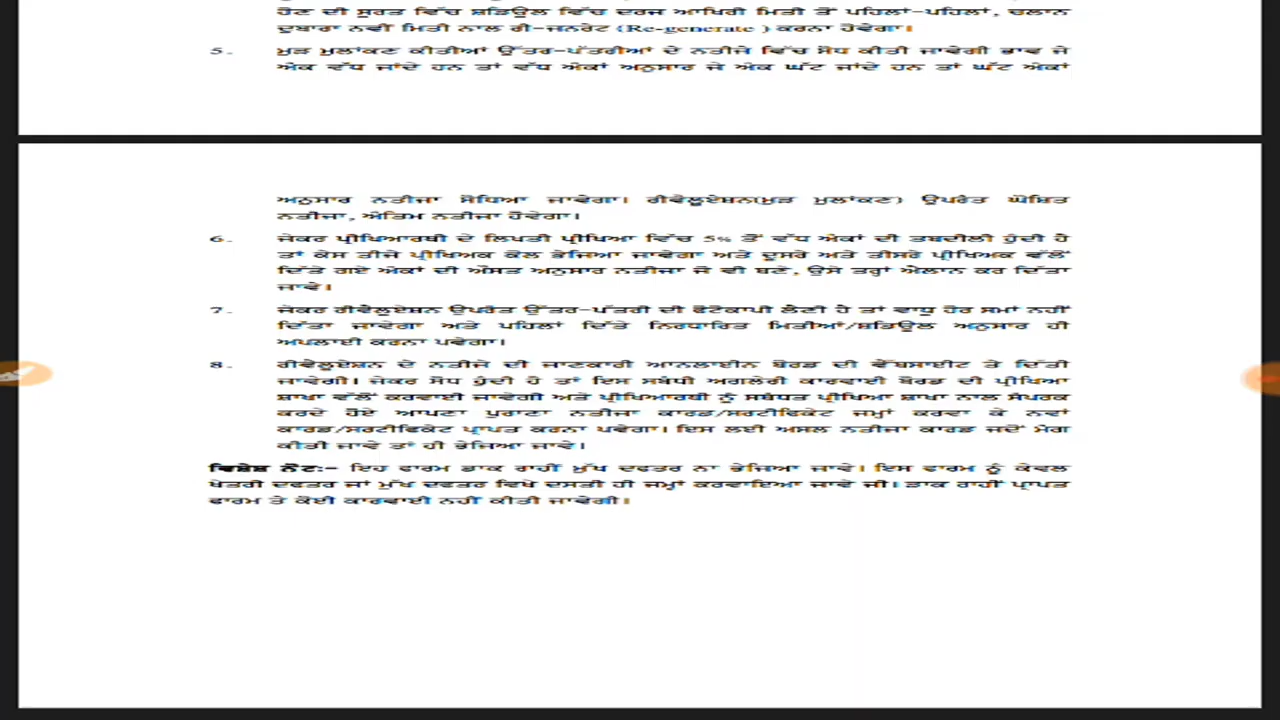 ਹੋਣ ਦੀ ਸੂਰਤ ਵਿੱਚ ਸ਼ਡਿਊਲ ਵਿੱਚ ਦਰਜ ਆਖਿਰੀ ਮਿਤੀ ਤੋਂ ਪਹਿਲਾਂ-ਪਹਿਲਾਂ, ਚਲਾਨ
ਦੁਬਾਰਾ ਨਵੀਂ ਮਿਤੀ ਨਾਲ ਰੀ-ਜਨਰੇਟ (Re-generate ) ਕਰਨਾ ਹੋਵੇਗਾ।
5. ਮੁੜ ਮੁਲਾਂਕਣ ਕੀਤੀਆਂ ਉੱਤਰ-ਪੱਤਰੀਆਂ ਦੇ ਨਤੀਜੇ ਵਿੱਚ ਸੋਧ ਕੀਤੀ ਜਾਵੇਗੀ ਭਾਵ ਜੇ
ਅੰਕ ਵੱਧ ਜਾਂਦੇ ਹਨ ਤਾਂ ਵੱਧ ਅੰਕਾਂ ਅਨੁਸਾਰ ਜੇ ਅੰਕ ਘੱਟ ਜਾਂਦੇ ਹਨ ਤਾਂ ਘੱਟ ਅੰਕਾਂ
ਅਨੁਸਾਰ ਨਤੀਜਾ ਸੋਧਿਆ ਜਾਵੇਗਾ। ਰੀਵੈਲੂਏਸ਼ਨ(ਮੁੜ ਮੁਲਾਂਕਣ) ਉਪਰੰਤ ਘੋਸ਼ਿਤ
ਨਤੀਜਾ, ਅੰਤਿਮ ਨਤੀਜਾ ਹੋਵੇਗਾ।
6. ਜੇਕਰ ਪ੍ਰੀਖਿਆਰਥੀ ਦੇ ਲਿਖਤੀ ਪ੍ਰੀਖਿਆ ਵਿੱਚ 5% ਤੋਂ ਵੱਧ ਅੰਕਾਂ ਦੀ ਤਬਦੀਲੀ ਹੁੰਦੀ ਹੈ
ਤਾਂ ਕੇਸ ਤੀਜੇ ਪ੍ਰੀਖਿਅਕ ਕੋਲ ਭੇਜਿਆ ਜਾਵੇਗਾ ਅਤੇ ਦੂਸਰੇ ਅਤੇ ਤੀਸਰੇ ਪ੍ਰੀਖਿਅਕ ਵੱਲੋਂ
ਦਿੱਤੇ ਗਏ ਅੰਕਾਂ ਦੀ ਔਸਤ ਅਨੁਸਾਰ ਨਤੀਜਾ ਜੋ ਵੀ ਬਣੇ, ਉਸੇ ਤਰ੍ਹਾਂ ਐਲਾਨ ਕਰ ਦਿੱਤਾ
ਜਾਵੇ।
7. ਜੇਕਰ ਰੀਵੈਲੂਏਸ਼ਨ ਉਪਰੰਤ ਉੱਤਰ-ਪੱਤਰੀ ਦੀ ਫੋਟੋਕਾਪੀ ਲੈਣੀ ਹੈ ਤਾਂ ਵਾਧੂ ਹੋਰ ਸਮਾਂ ਨਹੀਂ
ਦਿੱਤਾ ਜਾਵੇਗਾ ਅਤੇ ਪਹਿਲਾਂ ਦਿੱਤੇ ਨਿਰਧਾਰਿਤ ਮਿਤੀਆਂ/ਸ਼ਡਿਊਲ ਅਨੁਸਾਰ ਹੀ
ਅਪਲਾਈ ਕਰਨਾ ਪਵੇਗਾ।
8. ਰੀਵੈਲੂਏਸ਼ਨ ਦੇ ਨਤੀਜੇ ਦੀ ਜਾਣਕਾਰੀ ਆਨਲਾਈਨ ਬੋਰਡ ਦੀ ਵੈੱਬਸਾਈਟ ਤੇ ਦਿੱਤੀ
ਜਾਵੇਗੀ। ਜੇਕਰ ਸੋਧ ਹੁੰਦੀ ਹੈ ਤਾਂ ਇਸ ਸਬੰਧੀ ਅਗਲੇਰੀ ਕਾਰਵਾਈ ਬੋਰਡ ਦੀ ਪ੍ਰੀਖਿਆ
ਸ਼ਾਖਾ ਵੱਲੋਂ ਕਰਵਾਈ ਜਾਵੇਗੀ ਅਤੇ ਪ੍ਰੀਖਿਆਰਥੀ ਨੂੰ ਸਬੰਧਤ ਪ੍ਰੀਖਿਆ ਸ਼ਾਖਾ ਨਾਲ ਸੰਪਰਕ
ਕਰਦੇ ਹੋਏ ਆਪਣਾ ਪੁਰਾਣਾ ਨਤੀਜਾ ਕਾਰਡ/ਸਰਟੀਫਿਕੇਟ ਜਮ੍ਹਾਂ ਕਰਵਾ ਕੇ ਨਵਾਂ
ਕਾਰਡ/ਸਰਟੀਫਿਕੇਟ ਪ੍ਰਾਪਤ ਕਰਨਾ ਪਵੇਗਾ। ਇਸ ਲਈ ਅਸਲ ਨਤੀਜਾ ਕਾਰਡ ਜਦੋਂ ਮੰਗ
ਕੀਤੀ ਜਾਵੇ ਤਾਂ ਹੀ ਭੇਜਿਆ ਜਾਵੇ।
ਵਿਸ਼ੇਸ਼ ਨੋਟ:- ਇਹ ਫਾਰਮ ਡਾਕ ਰਾਹੀਂ ਮੁੱਖ ਦਫਤਰ ਨਾ ਭੇਜਿਆ ਜਾਵੇ। ਇਸ ਫਾਰਮ ਨੂੰ ਕੇਵਲ
ਖੇਤਰੀ ਦਫਤਰ ਜਾਂ ਮੁੱਖ ਦਫਤਰ ਵਿਖੇ ਦਸਤੀ ਹੀ ਜਮ੍ਹਾਂ ਕਰਵਾਇਆ ਜਾਵੇ ਜੀ। ਡਾਕ ਰਾਹੀਂ ਪ੍ਰਾਪਤ
ਫਾਰਮ ਤੇ ਕੋਈ ਕਾਰਵਾਈ ਨਹੀਂ ਕੀਤੀ ਜਾਵੇਗੀ।